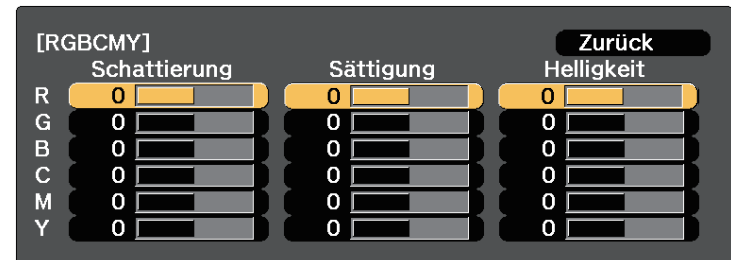 [RGBCMY] Zurück
Schattierung Sättigung Helligkeit
R 0 0 0
G 0 0 0
B 0 0 0
C 0 0 0
M 0 0 0
Y 0 0 0